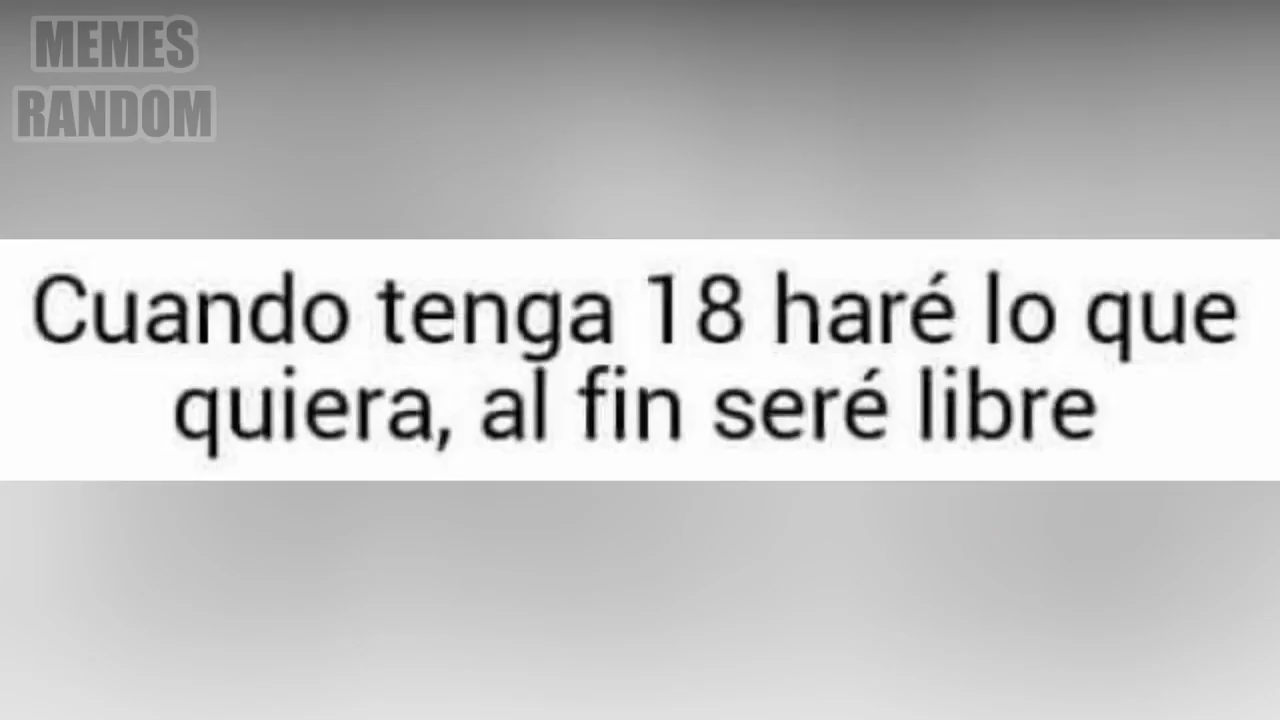 MEMES
RANDOM
Cuando tenga 18 haré lo que
quiera, al fin seré libre